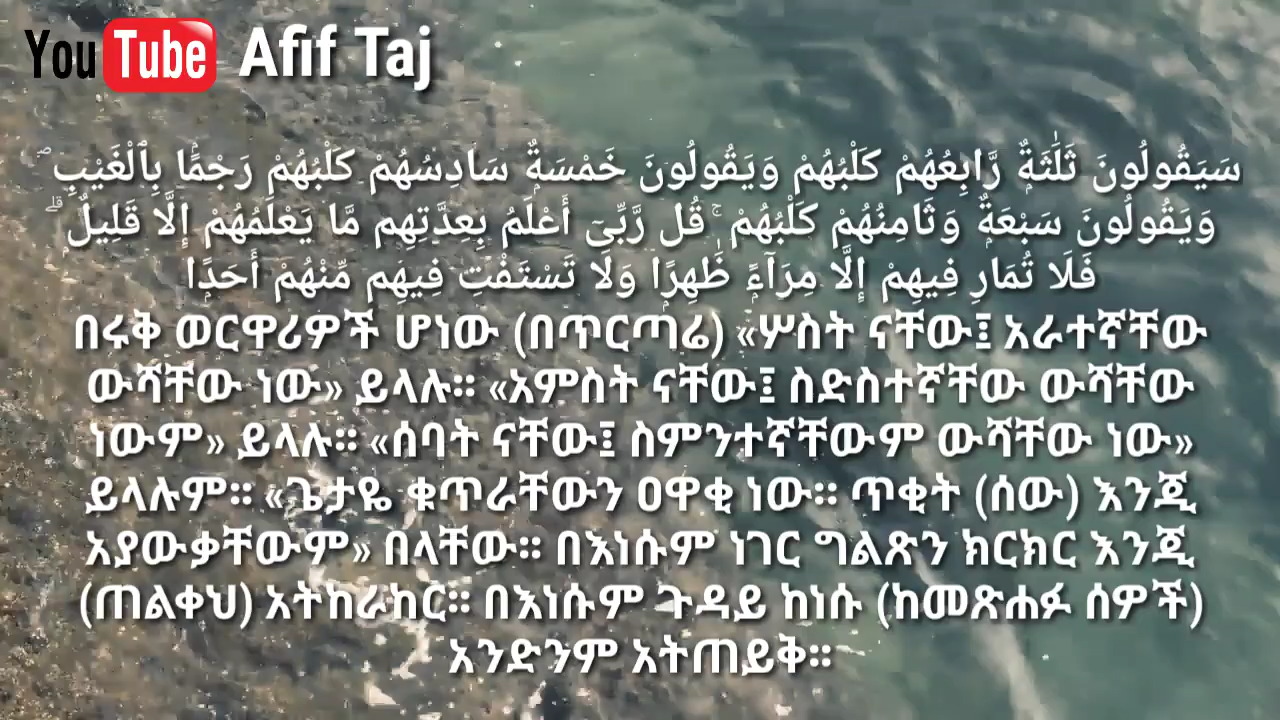 YouTube Afif Taj
سَيَقُولُونَ ثَلَٰثَةٌۭ رَّابِعُهُمْ كَلْبُهُمْ وَيَقُولُونَ خَمْسَةٌۭ سَادِسُهُمْ كَلْبُهُمْ رَجْمًۢا بِٱلْغَيْبِ ۖ
وَيَقُولُونَ سَبْعَةٌۭ وَثَامِنُهُمْ كَلْبُهُمْ ۚ قُل رَّبِّىٓ أَعْلَمُ بِعِدَّتِهِم مَّا يَعْلَمُهُمْ إِلَّا قَلِيلٌۭ ۗ
فَلَا تُمَارِ فِيهِمْ إِلَّا مِرَآءًۭ ظَٰهِرًۭا وَلَا تَسْتَفْتِ فِيهِم مِّنْهُمْ أَحَدًۭا
በሩቅ ወርዋሪዎች ሆነው (በጥርጣሬ) «ሦስት ናቸው፤ አራተኛቸው
ውሻቸው ነው» ይላሉ። «አምስት ናቸው፤ ስድስተኛቸው ውሻቸው
ነውም» ይላሉ። «ሰባት ናቸው፤ ስምንተኛቸውም ውሻቸው ነው»
ይላሉም። «ጌታዬ ቁጥራቸውን ዐዋቂ ነው። ጥቂት (ሰው) እንጂ
አያውቃቸውም» በላቸው። በእነሱም ነገር ግልጽን ክርክር እንጂ
(ጠልቀህ) አትከራከር። በእነሱም ጉዳይ ከነሱ (ከመጽሐፉ ሰዎች)
አንድንም አትጠይቅ።